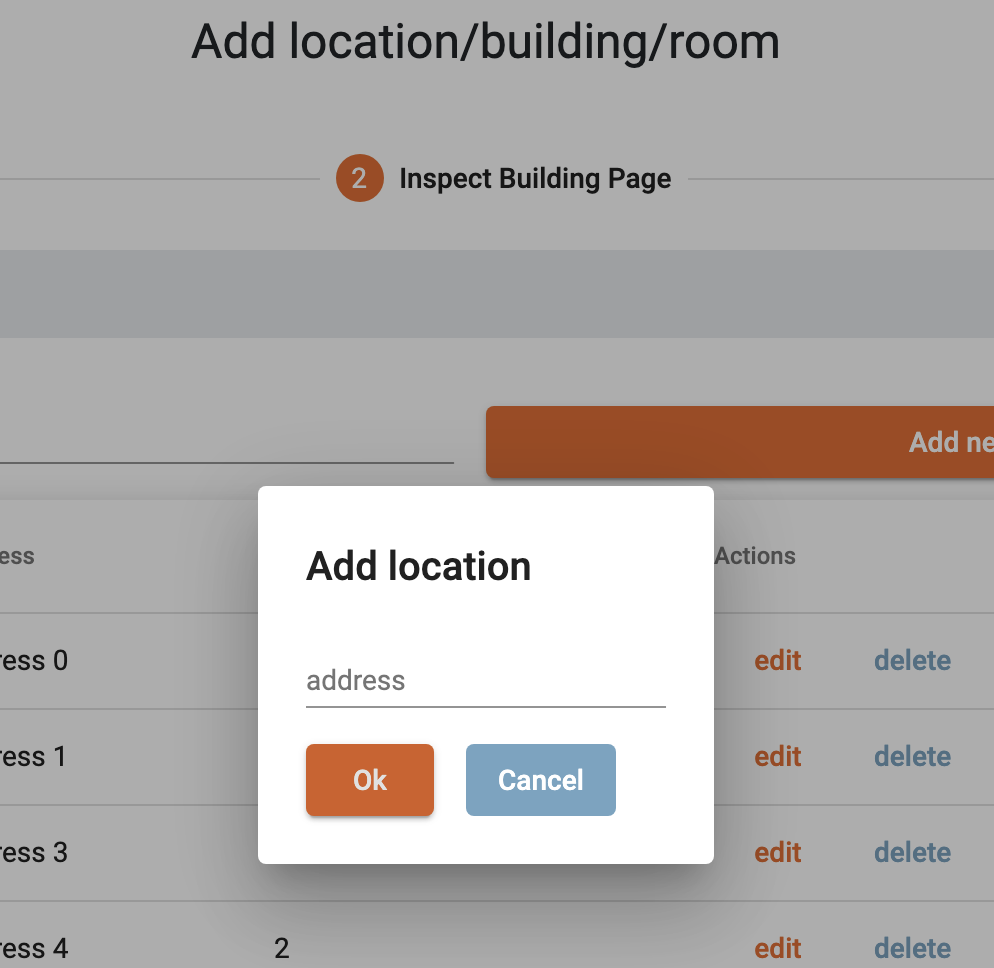 Add location/building/room
2 Inspect Building Page
Add ne
ess Actions
Add location
address
Ok Cancel
ress 0 edit delete
ress 1 edit delete
ress 3 edit delete
ress 4 2 edit delete